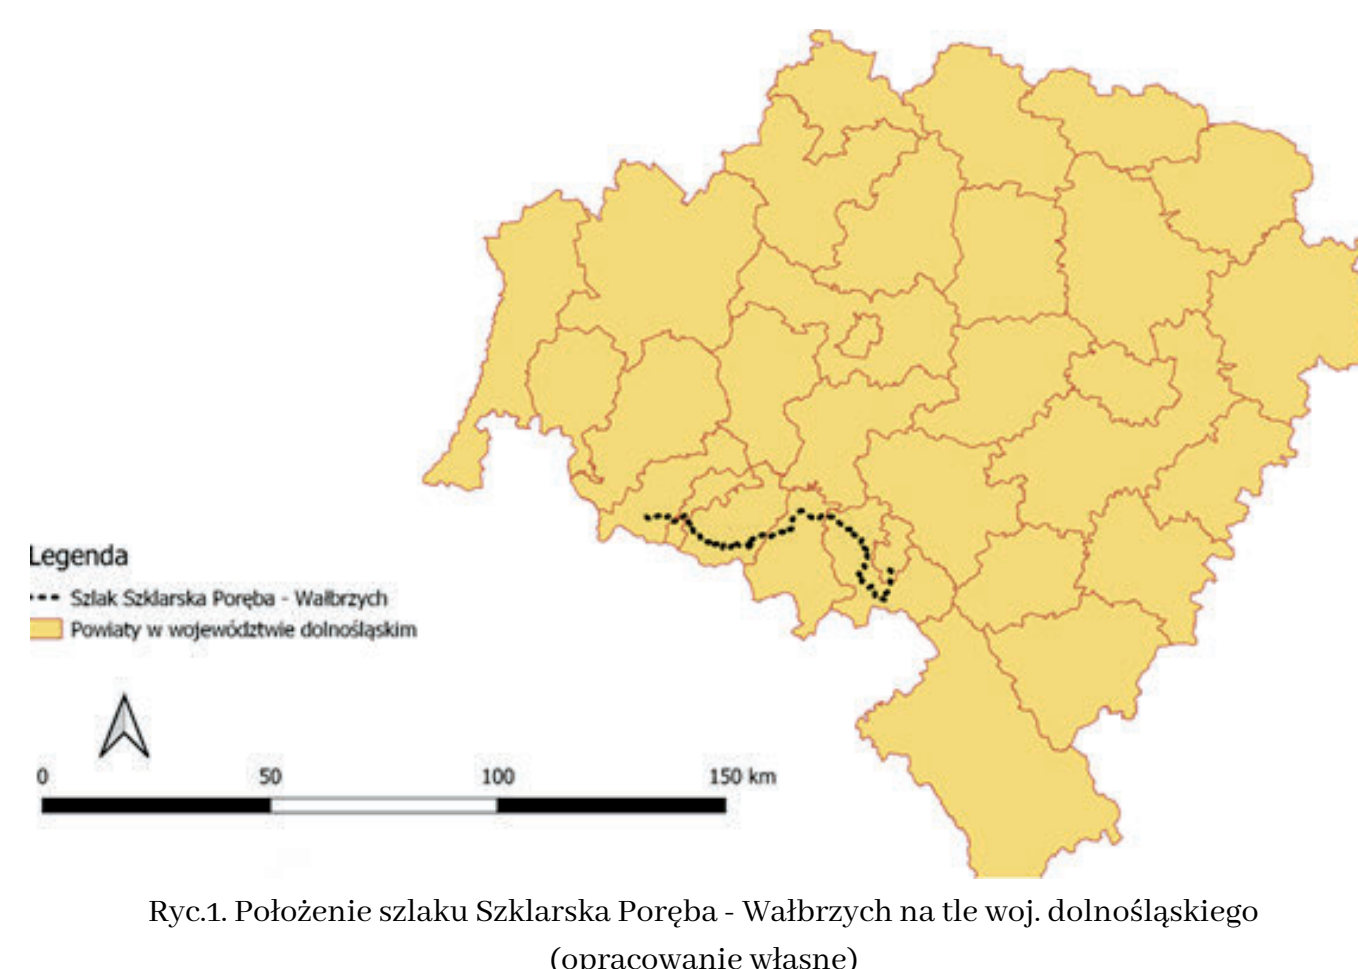 Legenda
Szlak Szklarska Poręba - Wałbrzych
Powiaty w województwie dolnośląskim
0 50 100 150 km
Ryc.1. Położenie szlaku Szklarska Poręba - Wałbrzych na tle woj. dolnośląskiego
(opracowanie własne)